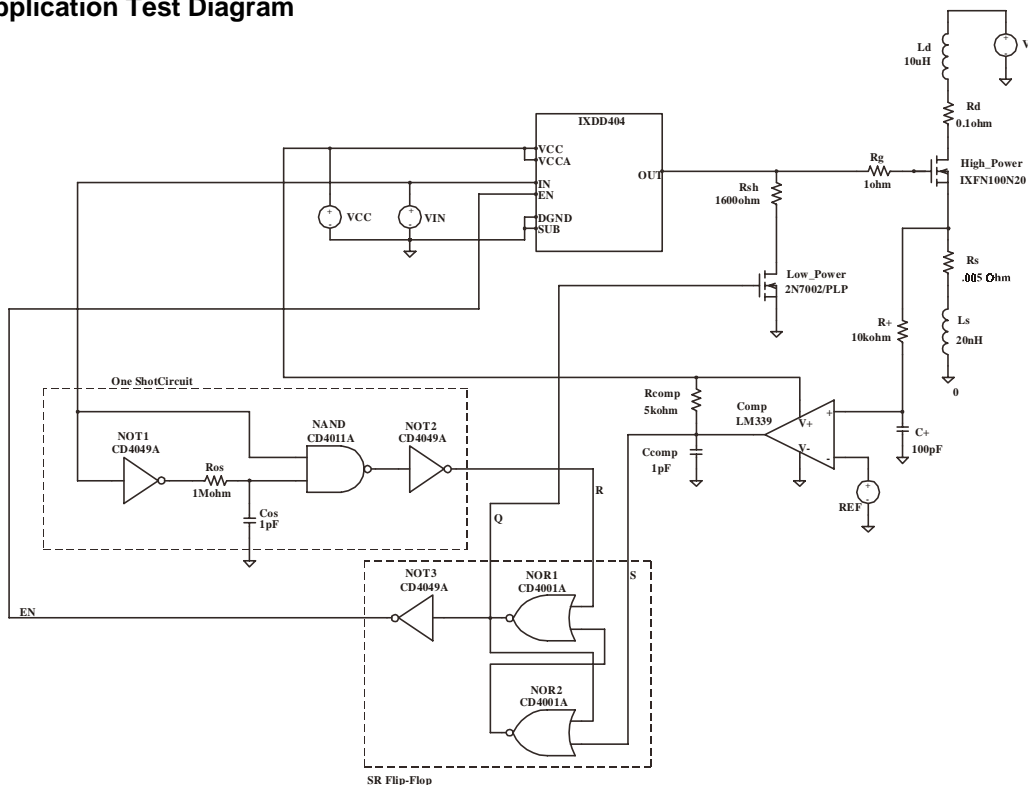 plication Test Diagram
Ld
10uH
Rd
0.1ohm
IXDD404
VCC
VCCA
IN
EN
DGND
SUB
OUT
Rg
1ohm
High_Power
IXFN100N20
Rsh
1600ohm
VCC
VIN
Low_Power
2N7002/PLP
Rs
.005 Ohm
R+
10kohm
Ls
20nH
0
One ShotCircuit
Rcomp
5kohm
Comp
LM339
V+
V-
+
-
C+
100pF
Ccomp
1pF
REF
NOT1
CD4049A
NAND
CD4011A
NOT2
CD4049A
Ros
1Mohm
Cos
1pF
R
Q
S
NOT3
CD4049A
NOR1
CD4001A
EN
NOR2
CD4001A
SR Flip-Flop